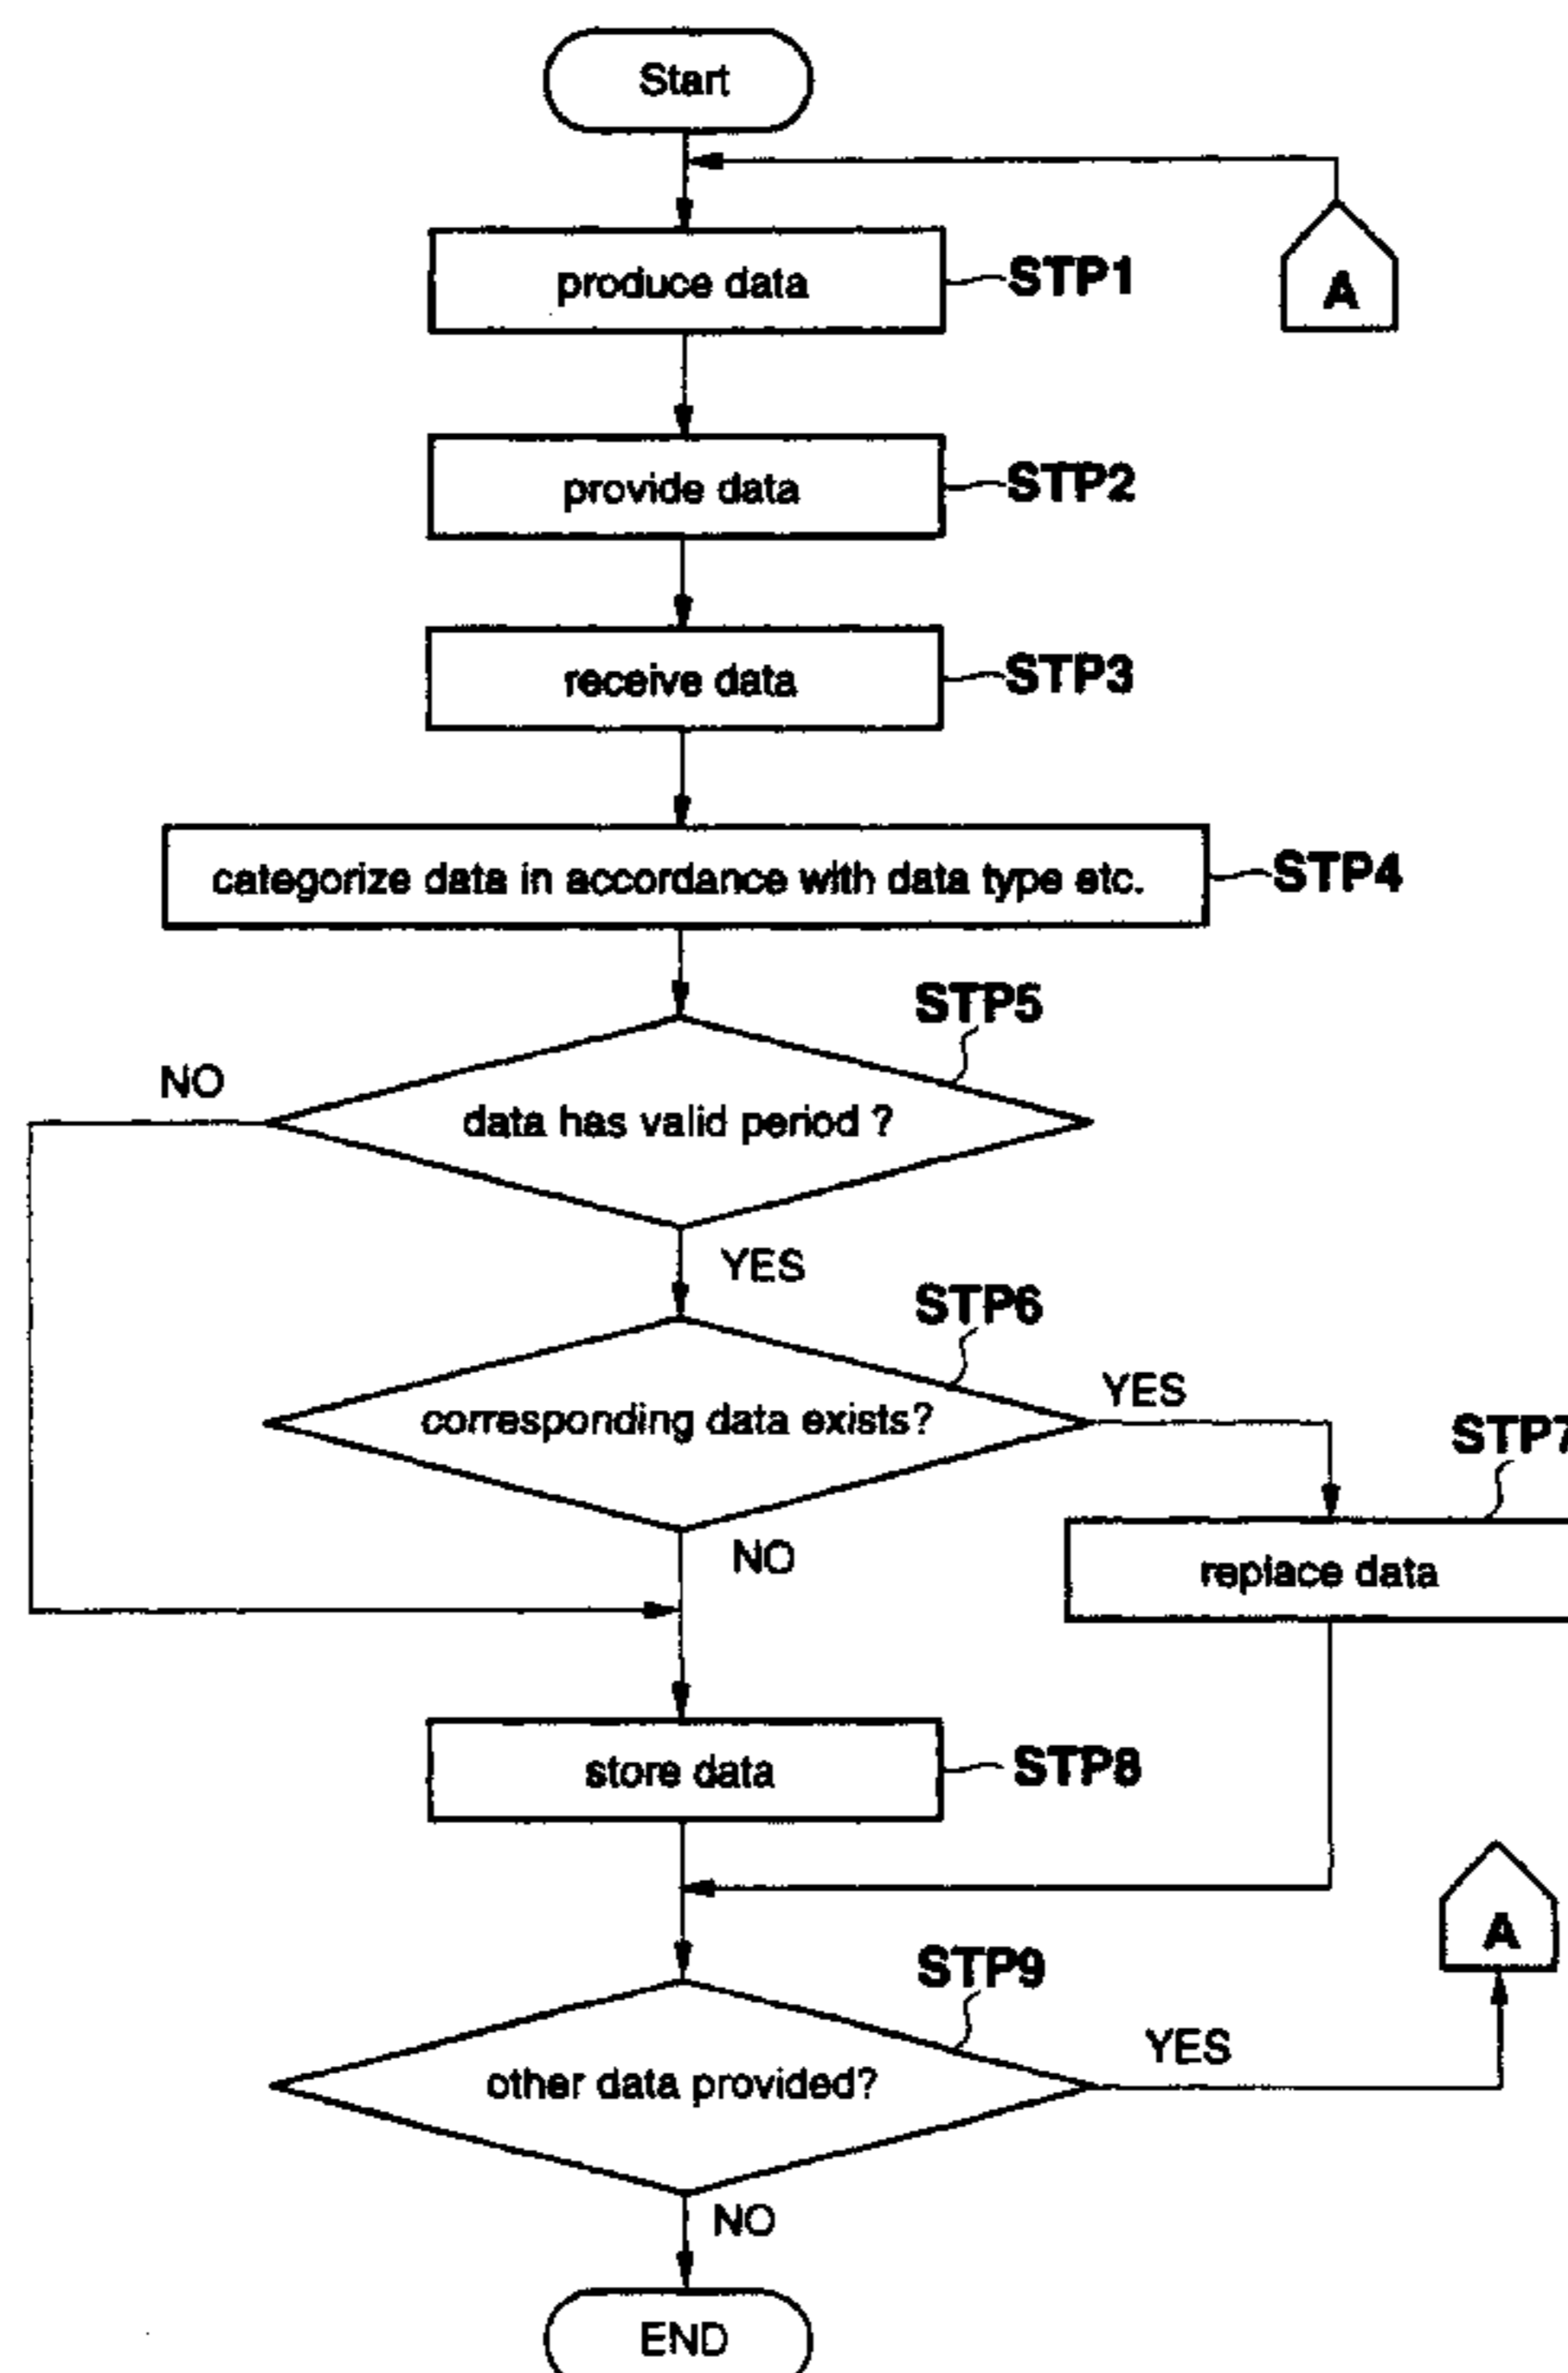 Start
produce data
STP1
A
provide data
STP2
receive data
STP3
categorize data in accordance with data type etc.
STP4
STP5
NO
data has valid period ?
YES
STP6
corresponding data exists?
YES
STP7
NO
replace data
store data
STP8
A
STP9
other data provided?
YES
NO
END